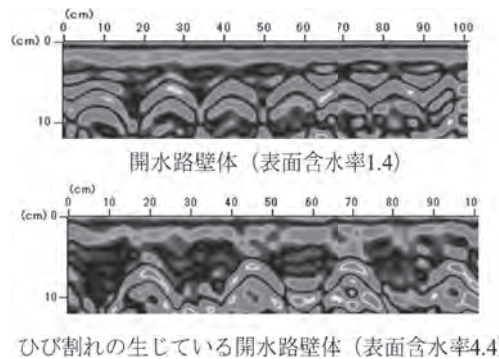 (cm)
0 10 20 30 40 50 60 70 80 90 100
(cm) 0
10
開水路壁体（表面含水率1.4）
(cm)
0 10 20 30 40 50 60 70 80 90 10
(cm) 0
10
ひび割れの生じている開水路壁体（表面含水率4.4